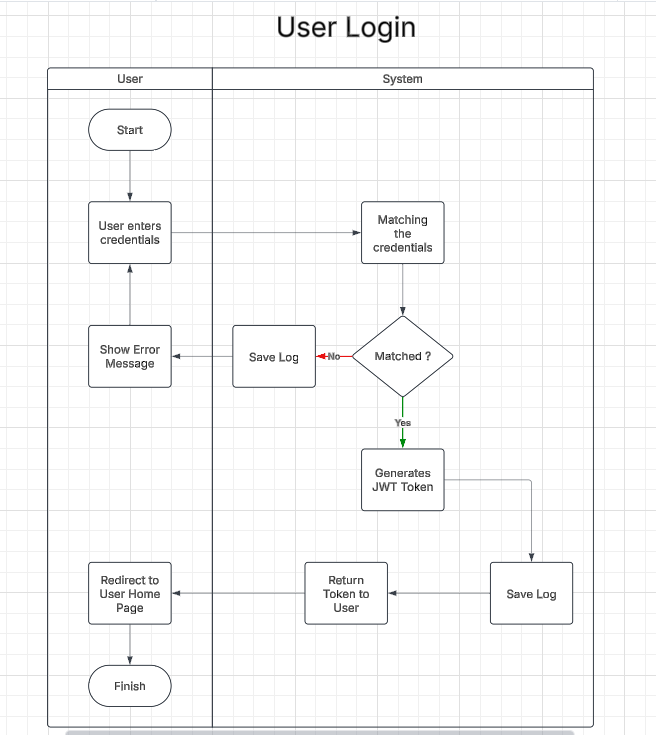 User Login
User
System
Start
User enters
credentials
Matching
the
credentials
Show Error
Message
Save Log
No
Matched ?
Yes
Generates
JWT Token
Redirect to
User Home
Page
Return
Token to
User
Save Log
Finish